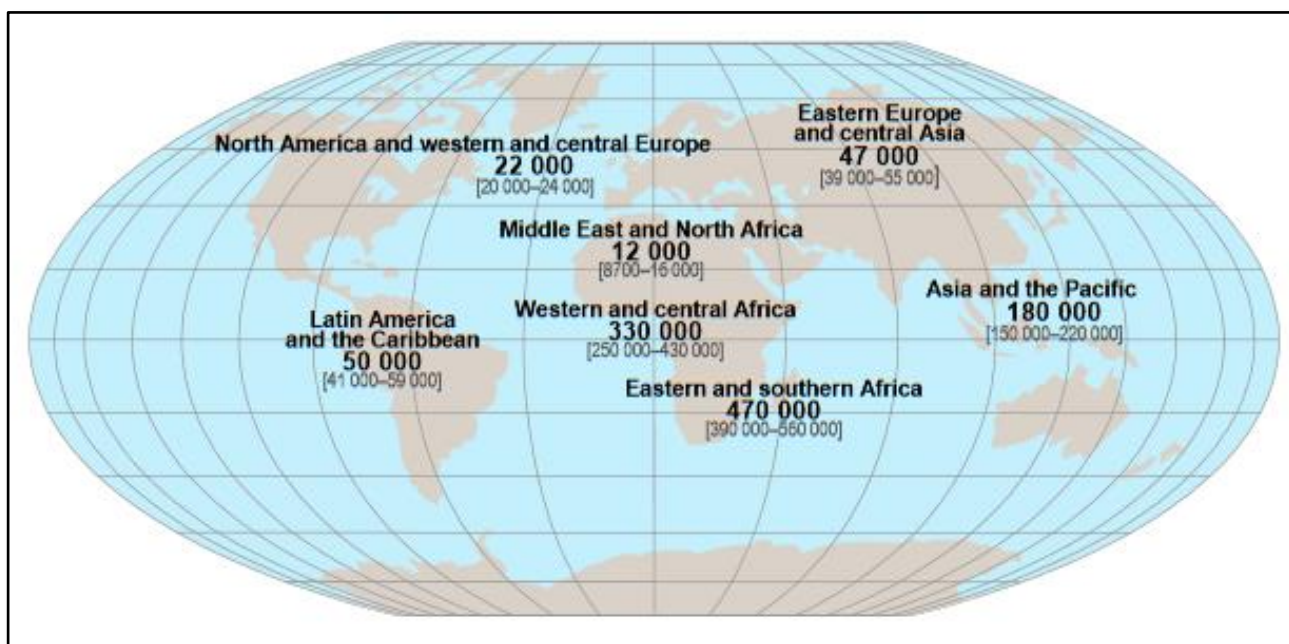 North America and western and central Europe
22 000
[20 000–24 000]
Eastern Europe
and central Asia
47 000
[39 000–55 000]
Middle East and North Africa
12 000
[8700–16 000]
Western and central Africa
330 000
[250 000–430 000]
Asia and the Pacific
180 000
[150 000–220 000]
Latin America
and the Caribbean
50 000
[41 000–59 000]
Eastern and southern Africa
470 000
[390 000–560 000]